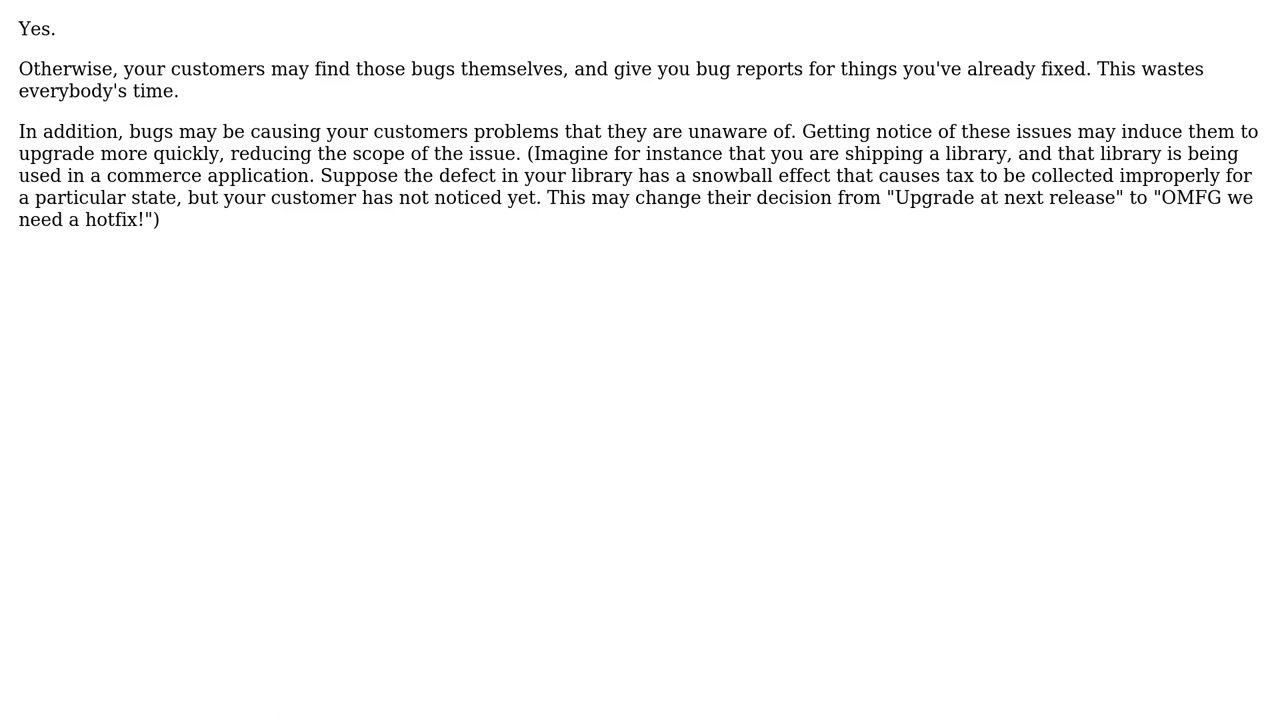 Yes.
Otherwise, your customers may find those bugs themselves, and give you bug reports for things you've already fixed. This wastes
everybody's time.
In addition, bugs may be causing your customers problems that they are unaware of. Getting notice of these issues may induce them to
upgrade more quickly, reducing the scope of the issue. (Imagine for instance that you are shipping a library, and that library is being
used in a commerce application. Suppose the defect in your library has a snowball effect that causes tax to be collected improperly for
a particular state, but your customer has not noticed yet. This may change their decision from "Upgrade at next release" to "OMFG we
need a hotfix!")